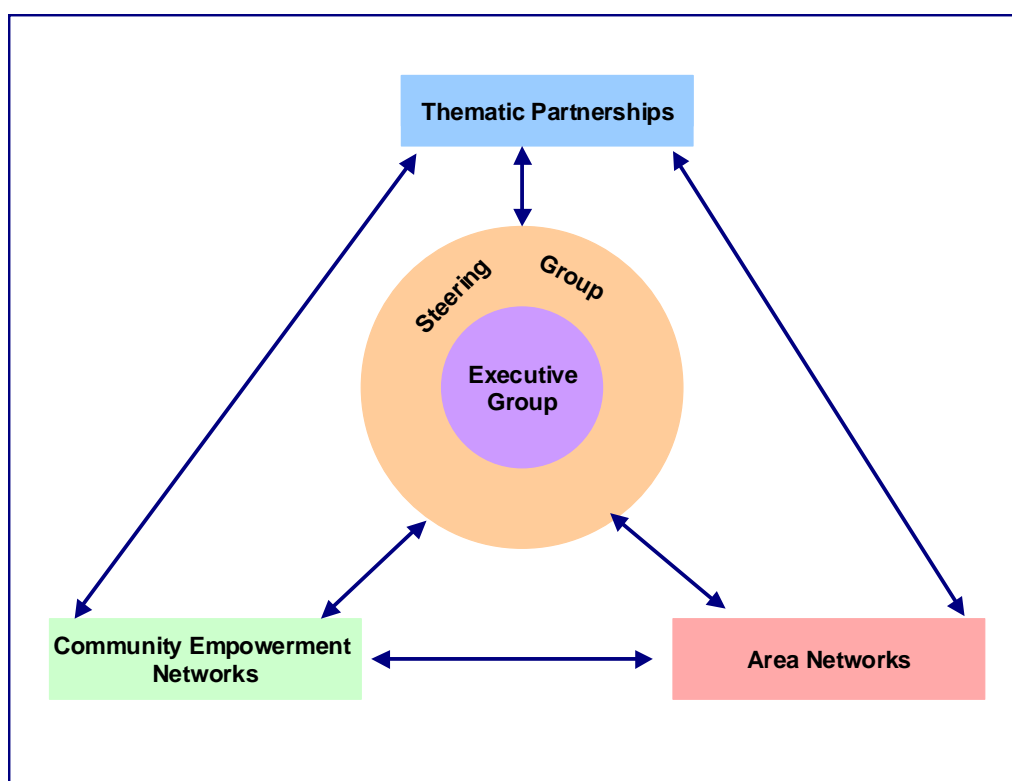 Thematic Partnerships
Steering Group
Executive
Group
Community Empowerment
Networks
Area Networks